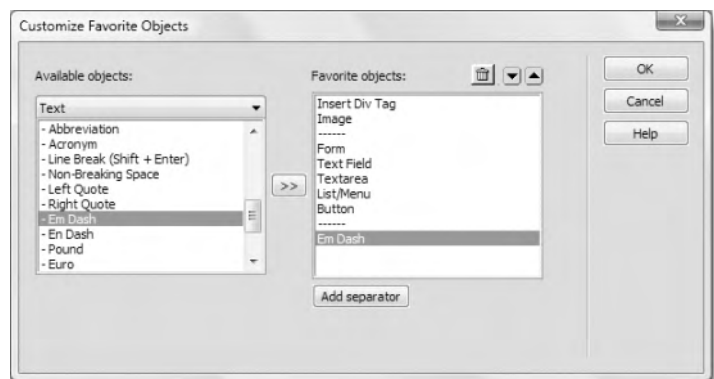 Customize Favorite Objects
Available objects:
Text
- Abbreviation
- Acronym
- Line Break (Shift + Enter)
- Non-Breaking Space
- Left Quote
- Right Quote
- Em Dash
- En Dash
- Pound
- Euro
>>
Favorite objects:
Insert Div Tag
Image
------
Form
Text Field
Textarea
List/Menu
Button
------
Em Dash
Add separator
OK
Cancel
Help